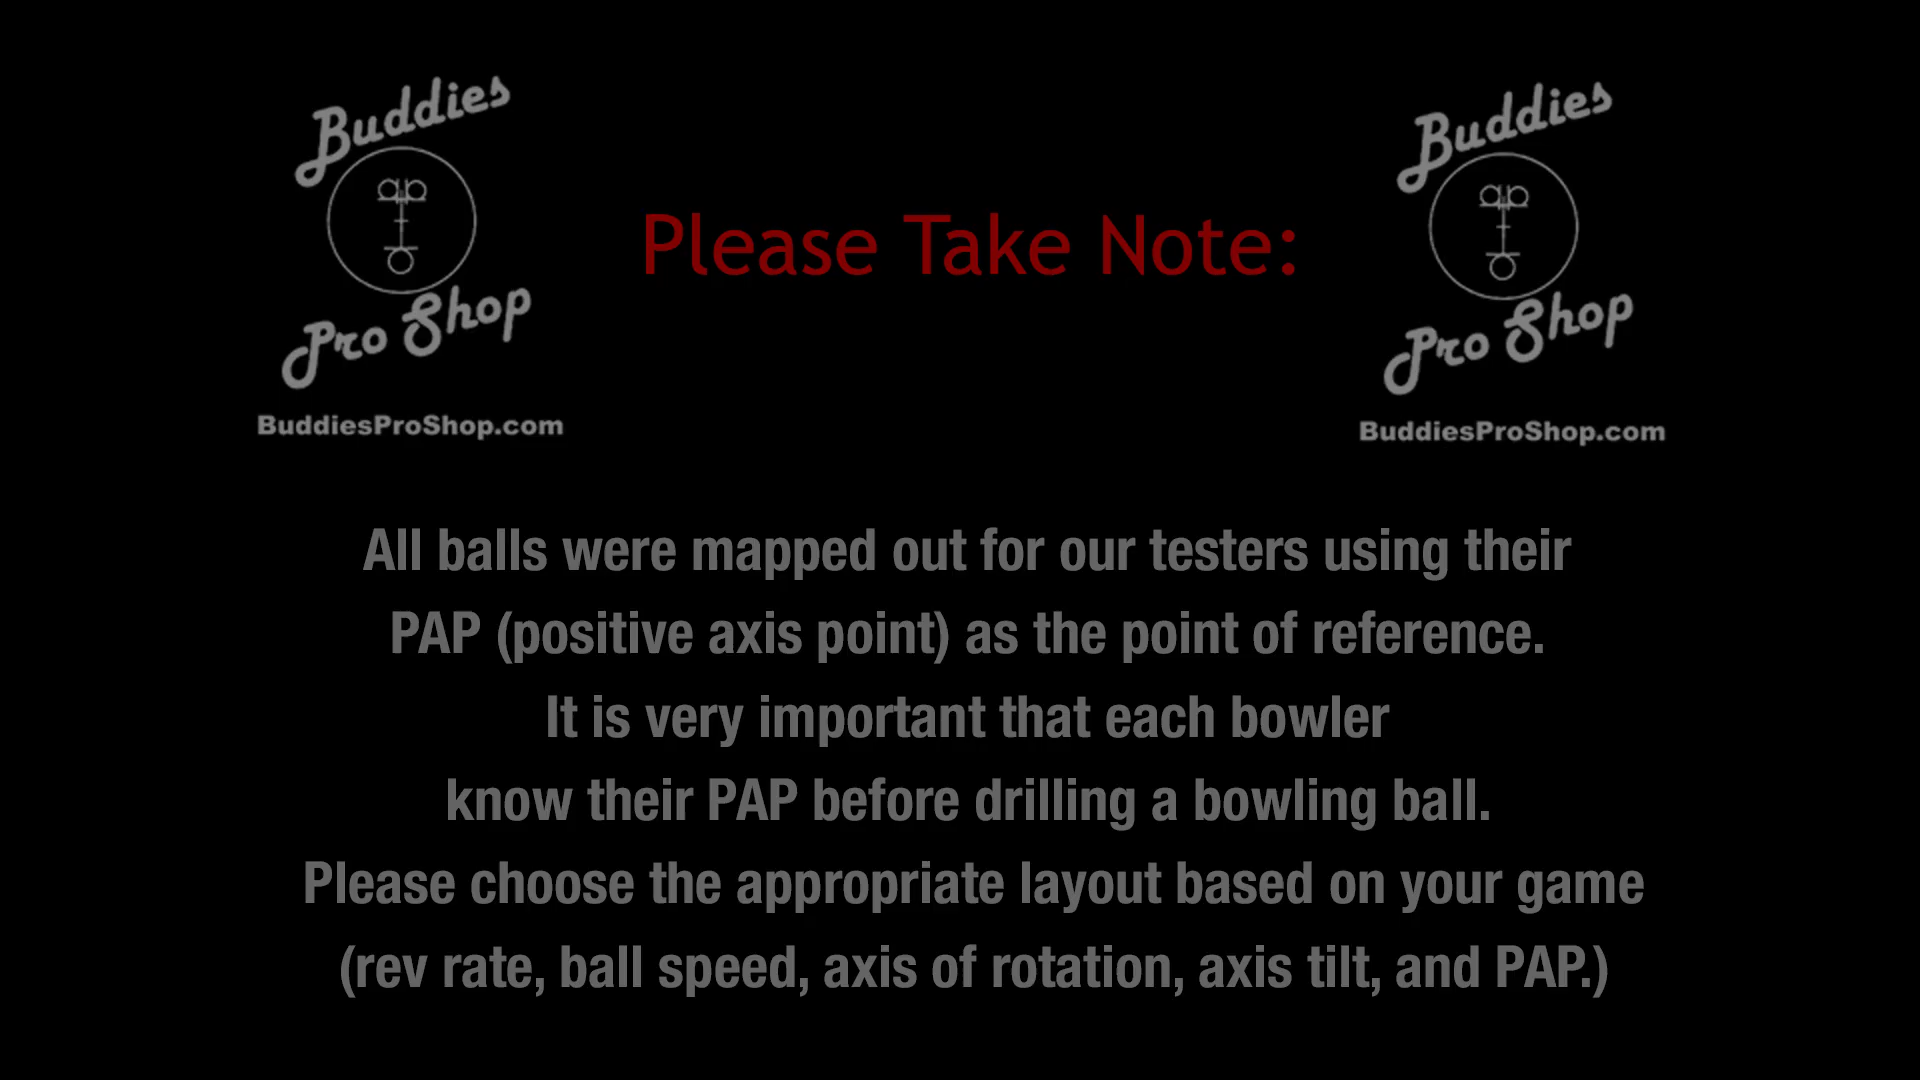 Buddies
Pro Shop
BuddiesProShop.com
Please Take Note:
Buddies
Pro Shop
BuddiesProShop.com
All balls were mapped out for our testers using their
PAP (positive axis point) as the point of reference.
It is very important that each bowler
know their PAP before drilling a bowling ball.
Please choose the appropriate layout based on your game
(rev rate, ball speed, axis of rotation, axis tilt, and PAP.)